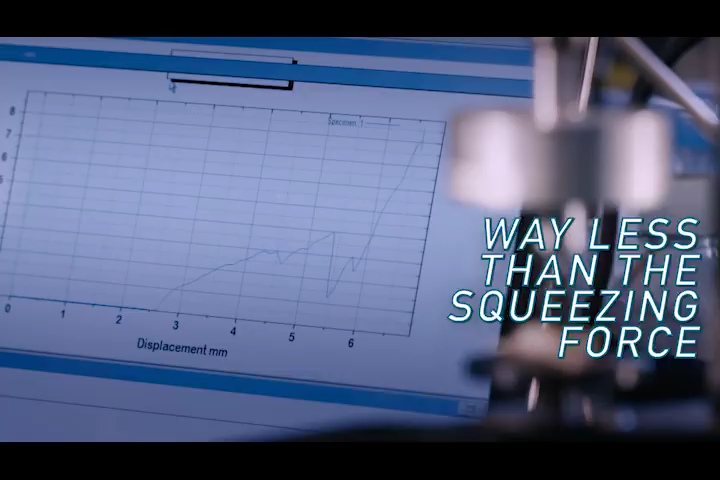 Specimen 1
8
7
6
5
0 1 2 3 4 5 6
Displacement mm
WAY LESS
THAN THE
SQUEEZING
FORCE